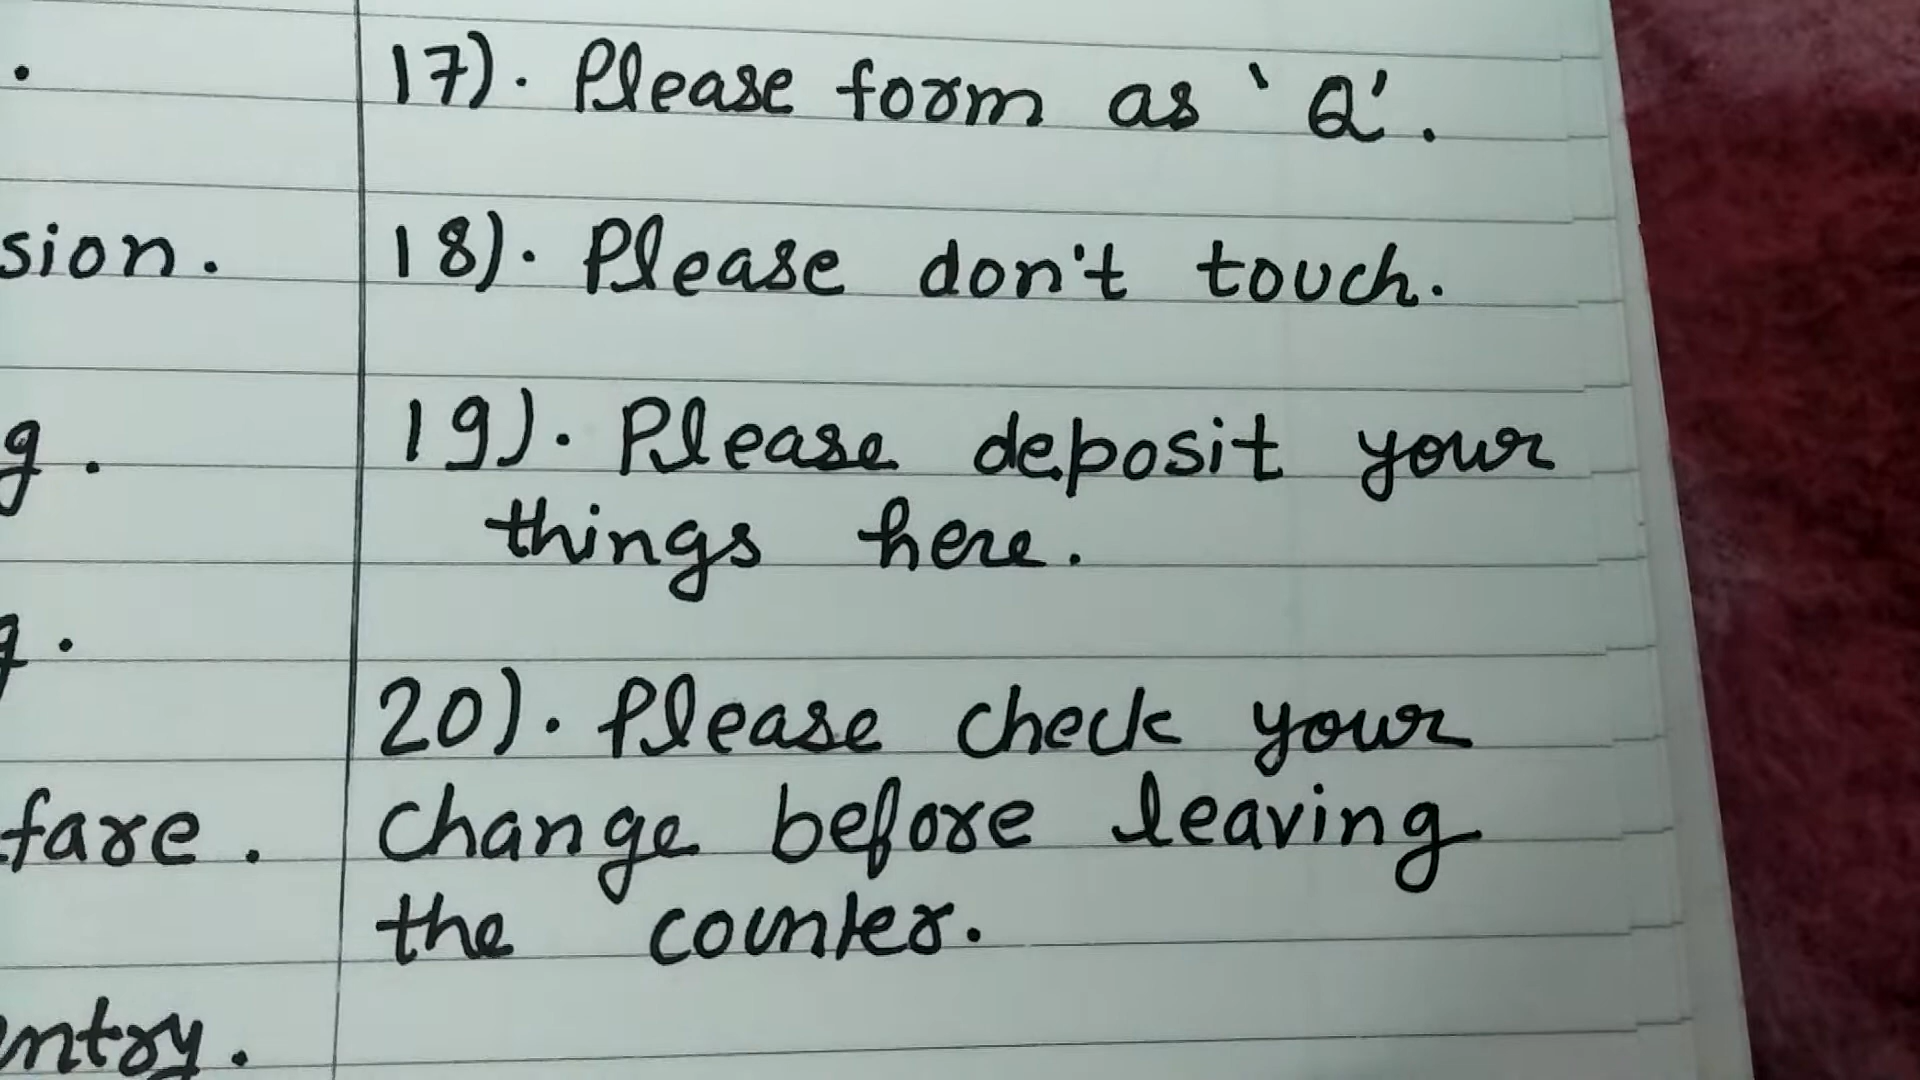 17). Please form as 'Q'.
sion.
18). Please don't touch.
g.
19). Please deposit your
things here.
20). Please check your
fare.
change before leaving
the counter.
entry.